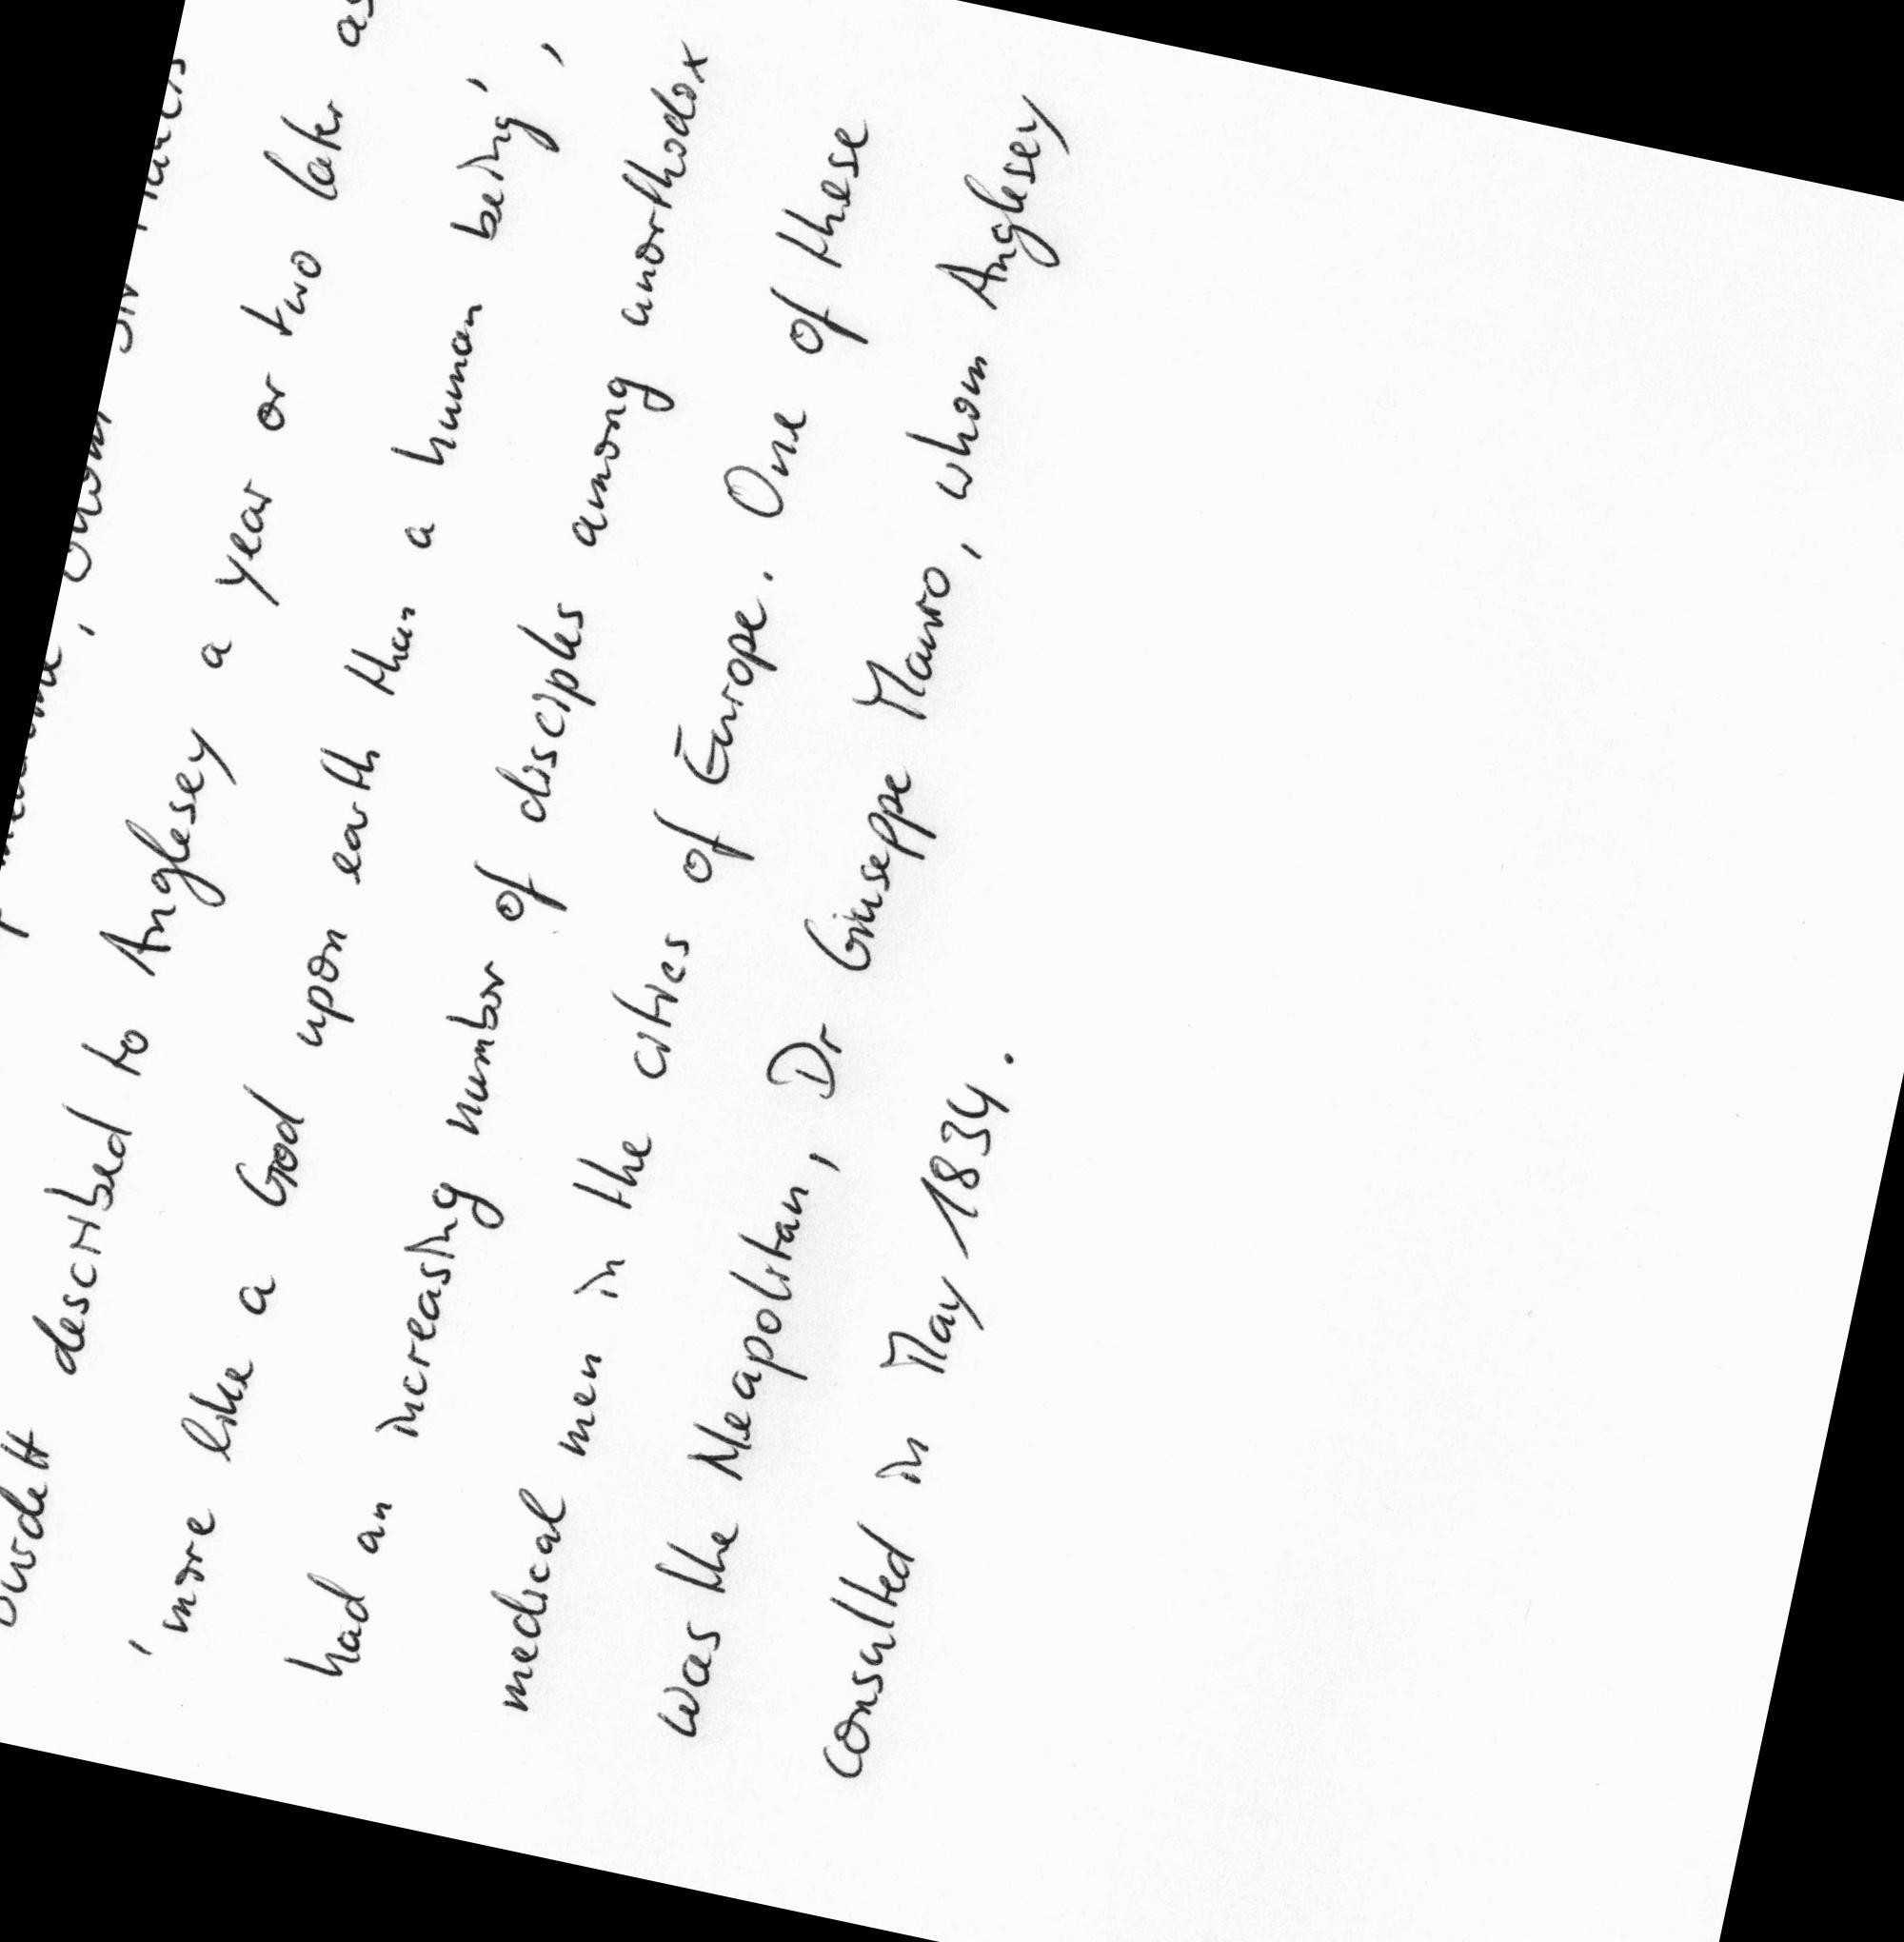 described to Anglesey a year or two later as
'more like a God upon earth than a human being',
had an increasing number of disciples among unorthodox
medical men in the cities of Europe. One of these
was the Neapolitan, Dr Giuseppe Mauro, whom Anglesey
consulted in May 1834.